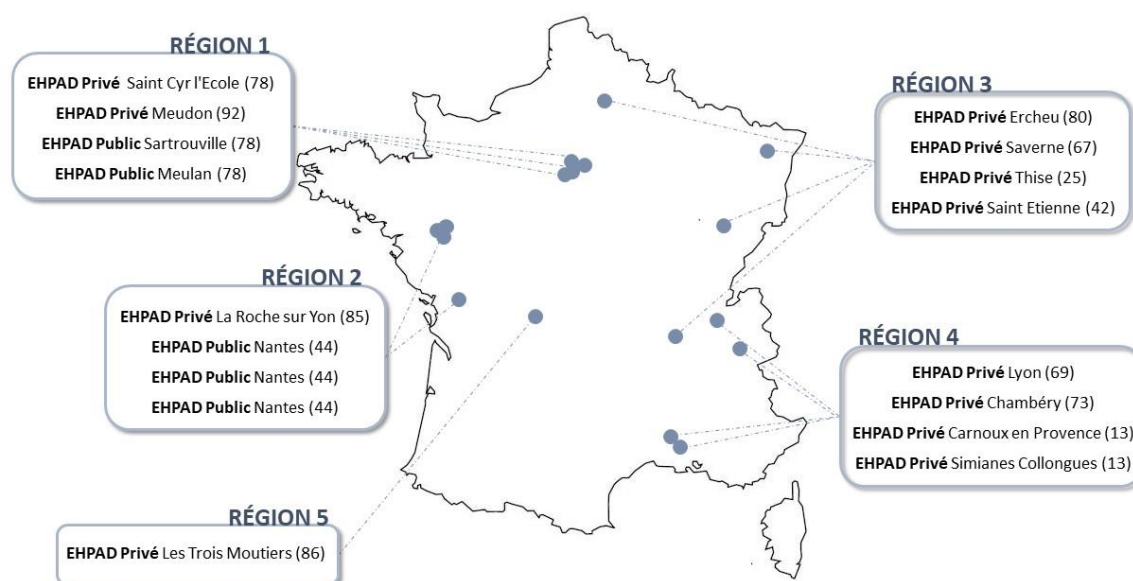 RÉGION 1
EHPAD Privé Saint Cyr l'Ecole (78)
EHPAD Privé Meudon (92)
EHPAD Public Sartrouville (78)
EHPAD Public Meulan (78)
RÉGION 2
EHPAD Privé La Roche sur Yon (85)
EHPAD Public Nantes (44)
EHPAD Public Nantes (44)
EHPAD Public Nantes (44)
RÉGION 5
EHPAD Privé Les Trois Moutiers (86)
RÉGION 3
EHPAD Privé Ercheu (80)
EHPAD Privé Saverne (67)
EHPAD Privé Thise (25)
EHPAD Privé Saint Etienne (42)
RÉGION 4
EHPAD Privé Lyon (69)
EHPAD Privé Chambéry (73)
EHPAD Privé Carnoux en Provence (13)
EHPAD Privé Simianes Collongues (13)